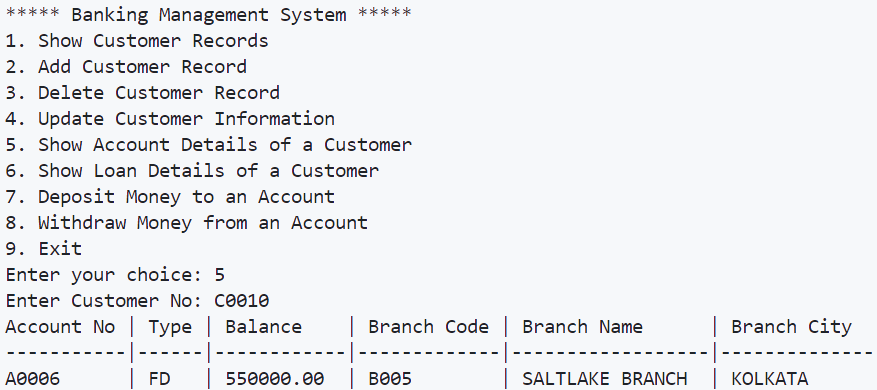 ***** Banking Management System *****
1. Show Customer Records
2. Add Customer Record
3. Delete Customer Record
4. Update Customer Information
5. Show Account Details of a Customer
6. Show Loan Details of a Customer
7. Deposit Money to an Account
8. Withdraw Money from an Account
9. Exit
Enter your choice: 5
Enter Customer No: C0010
Account No | Type | Balance    | Branch Code | Branch Name      | Branch City
-----------|------|------------|-------------|------------------|--------------
A0006      | FD   | 550000.00  | B005        | SALTLAKE BRANCH  | KOLKATA